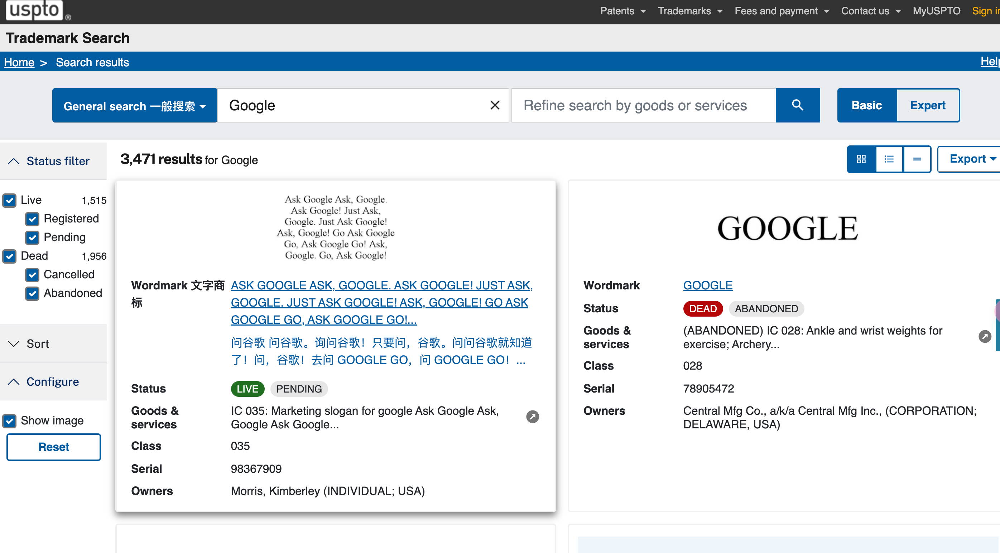 uspto ®
Patents Trademarks Fees and payment Contact us MyUSPTO Sign in
Trademark Search
Home > Search results
Help
General search 一般搜索
Google
Refine search by goods or services
Basic
Expert
Status filter
Live 1,515
Registered
Pending
Dead 1,956
Cancelled
Abandoned
Sort
Configure
Show image
Reset
3,471 results for Google
Export
Ask Google Ask, Google.
Ask Google! Just Ask,
Google. Just Ask Google!
Ask, Google! Go Ask Google
Go, Ask Google Go! Ask,
Google. Go, Ask Google!
Wordmark 文字商
标
ASK GOOGLE ASK, GOOGLE. ASK GOOGLE! JUST ASK,
GOOGLE. JUST ASK GOOGLE! ASK, GOOGLE! GO ASK
GOOGLE GO, ASK GOOGLE GO!...
问谷歌 问谷歌。询问谷歌！只要问，谷歌。问问谷歌就知道
了！问，谷歌！去问 GOOGLE GO，问 GOOGLE GO！...
Status LIVE PENDING
Goods &
services
IC 035: Marketing slogan for google Ask Google Ask,
Google Ask Google...
Class 035
Serial 98367909
Owners Morris, Kimberley (INDIVIDUAL; USA)
GOOGLE
Wordmark GOOGLE
Status DEAD ABANDONED
Goods &
services
(ABANDONED) IC 028: Ankle and wrist weights for
exercise; Archery...
Class 028
Serial 78905472
Owners Central Mfg Co., a/k/a Central Mfg Inc., (CORPORATION;
DELAWARE, USA)